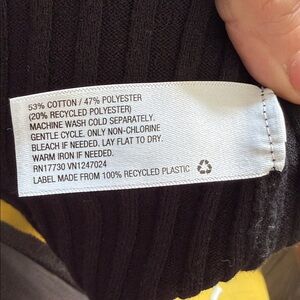 53% COTTON / 47% POLYESTER
(20% RECYCLED POLYESTER)
MACHINE WASH COLD SEPARATELY.
GENTLE CYCLE. ONLY NON-CHLORINE
BLEACH IF NEEDED. LAY FLAT TO DRY.
WARM IRON IF NEEDED.
RN17730 VN1247024
LABEL MADE FROM 100% RECYCLED PLASTIC